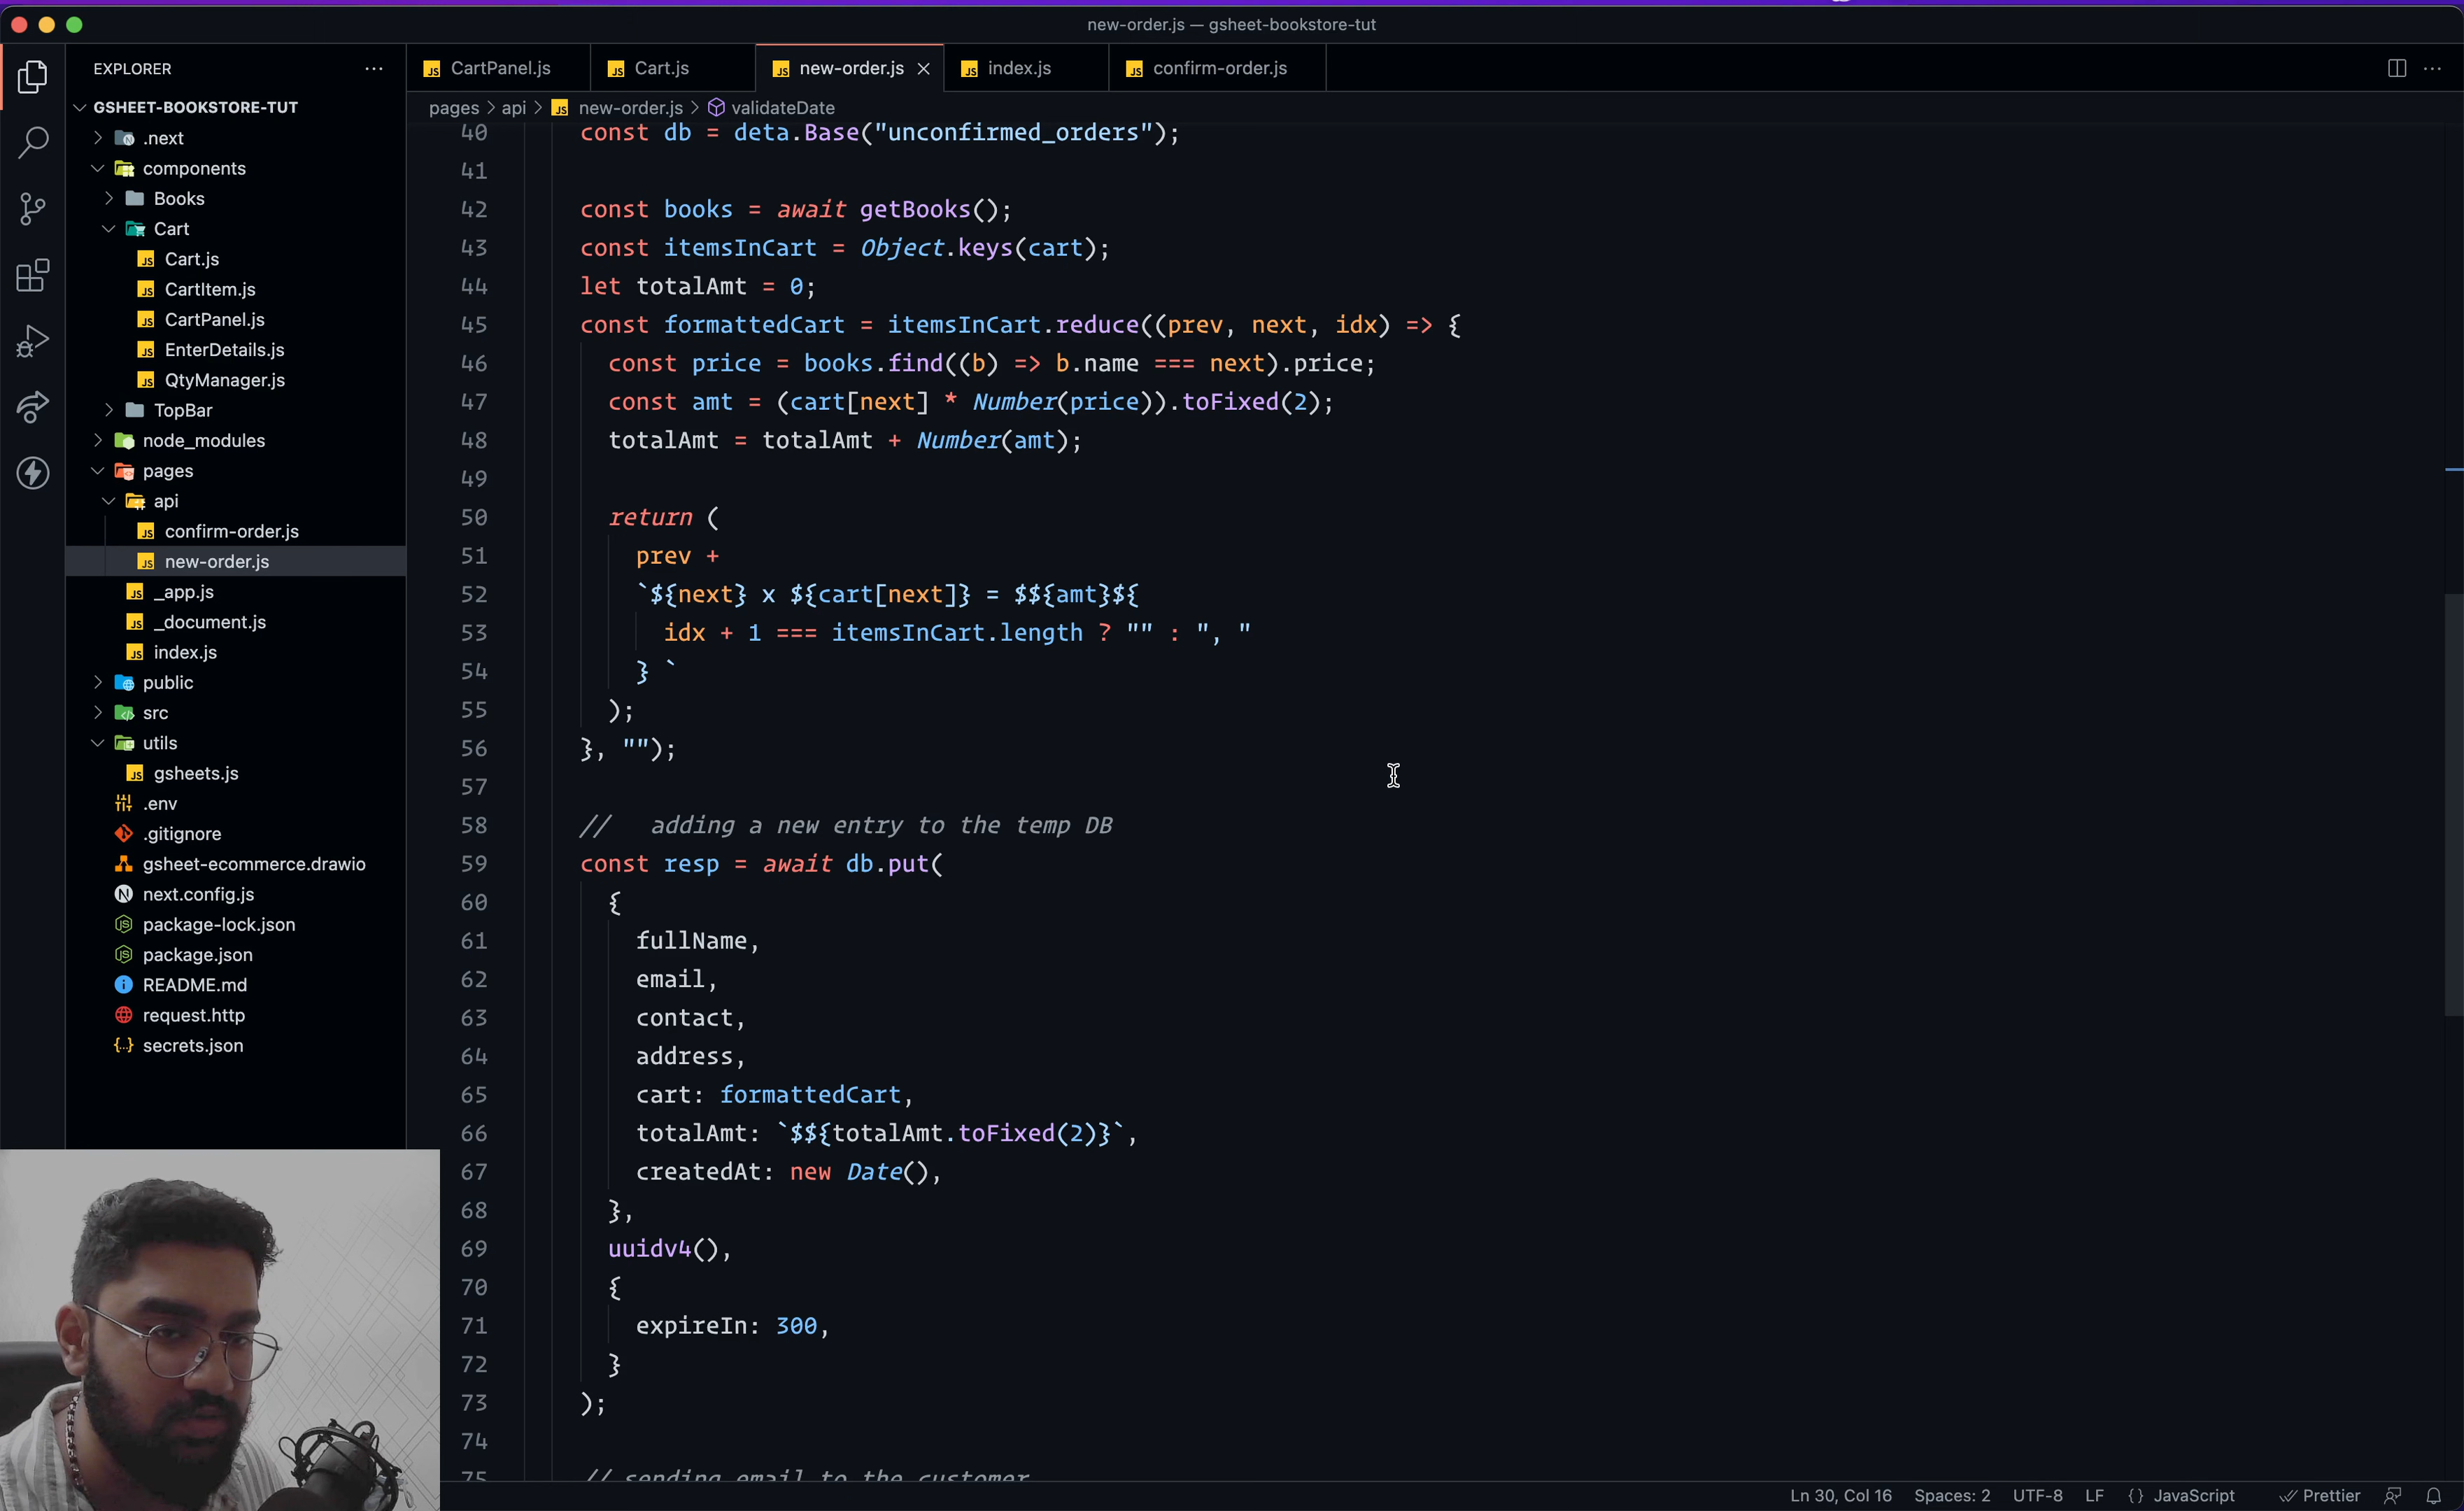 new-order.js — gsheet-bookstore-tut
EXPLORER
GSHEET-BOOKSTORE-TUT
.next
components
Books
Cart
Cart.js
CartItem.js
CartPanel.js
EnterDetails.js
QtyManager.js
TopBar
node_modules
pages
api
confirm-order.js
new-order.js
_app.js
_document.js
index.js
public
src
utils
gsheets.js
.env
.gitignore
gsheet-ecommerce.drawio
next.config.js
package-lock.json
package.json
README.md
request.http
secrets.json
JS CartPanel.js JS Cart.js JS new-order.js JS index.js JS confirm-order.js
pages > api > JS new-order.js > validateDate
40 const db = deta.Base("unconfirmed_orders");
41
42 const books = await getBooks();
43 const itemsInCart = Object.keys(cart);
44 let totalAmt = 0;
45 const formattedCart = itemsInCart.reduce((prev, next, idx) => {
46 const price = books.find((b) => b.name === next).price;
47 const amt = (cart[next] * Number(price)).toFixed(2);
48 totalAmt = totalAmt + Number(amt);
49
50 return (
51 prev +
52 `${next} x ${cart[next]} = $${amt}${
53 idx + 1 === itemsInCart.length ? "" : ", "
54 } `
55 );
56 }, "");
57
58 //   adding a new entry to the temp DB
59 const resp = await db.put(
60 {
61 fullName,
62 email,
63 contact,
64 address,
65 cart: formattedCart,
66 totalAmt: `$${totalAmt.toFixed(2)}`,
67 createdAt: new Date(),
68 },
69 uuidv4(),
70 {
71 expireIn: 300,
72 }
73 );
74
75 // sending email to the customer
Ln 30, Col 16 Spaces: 2 UTF-8 LF {} JavaScript Prettier